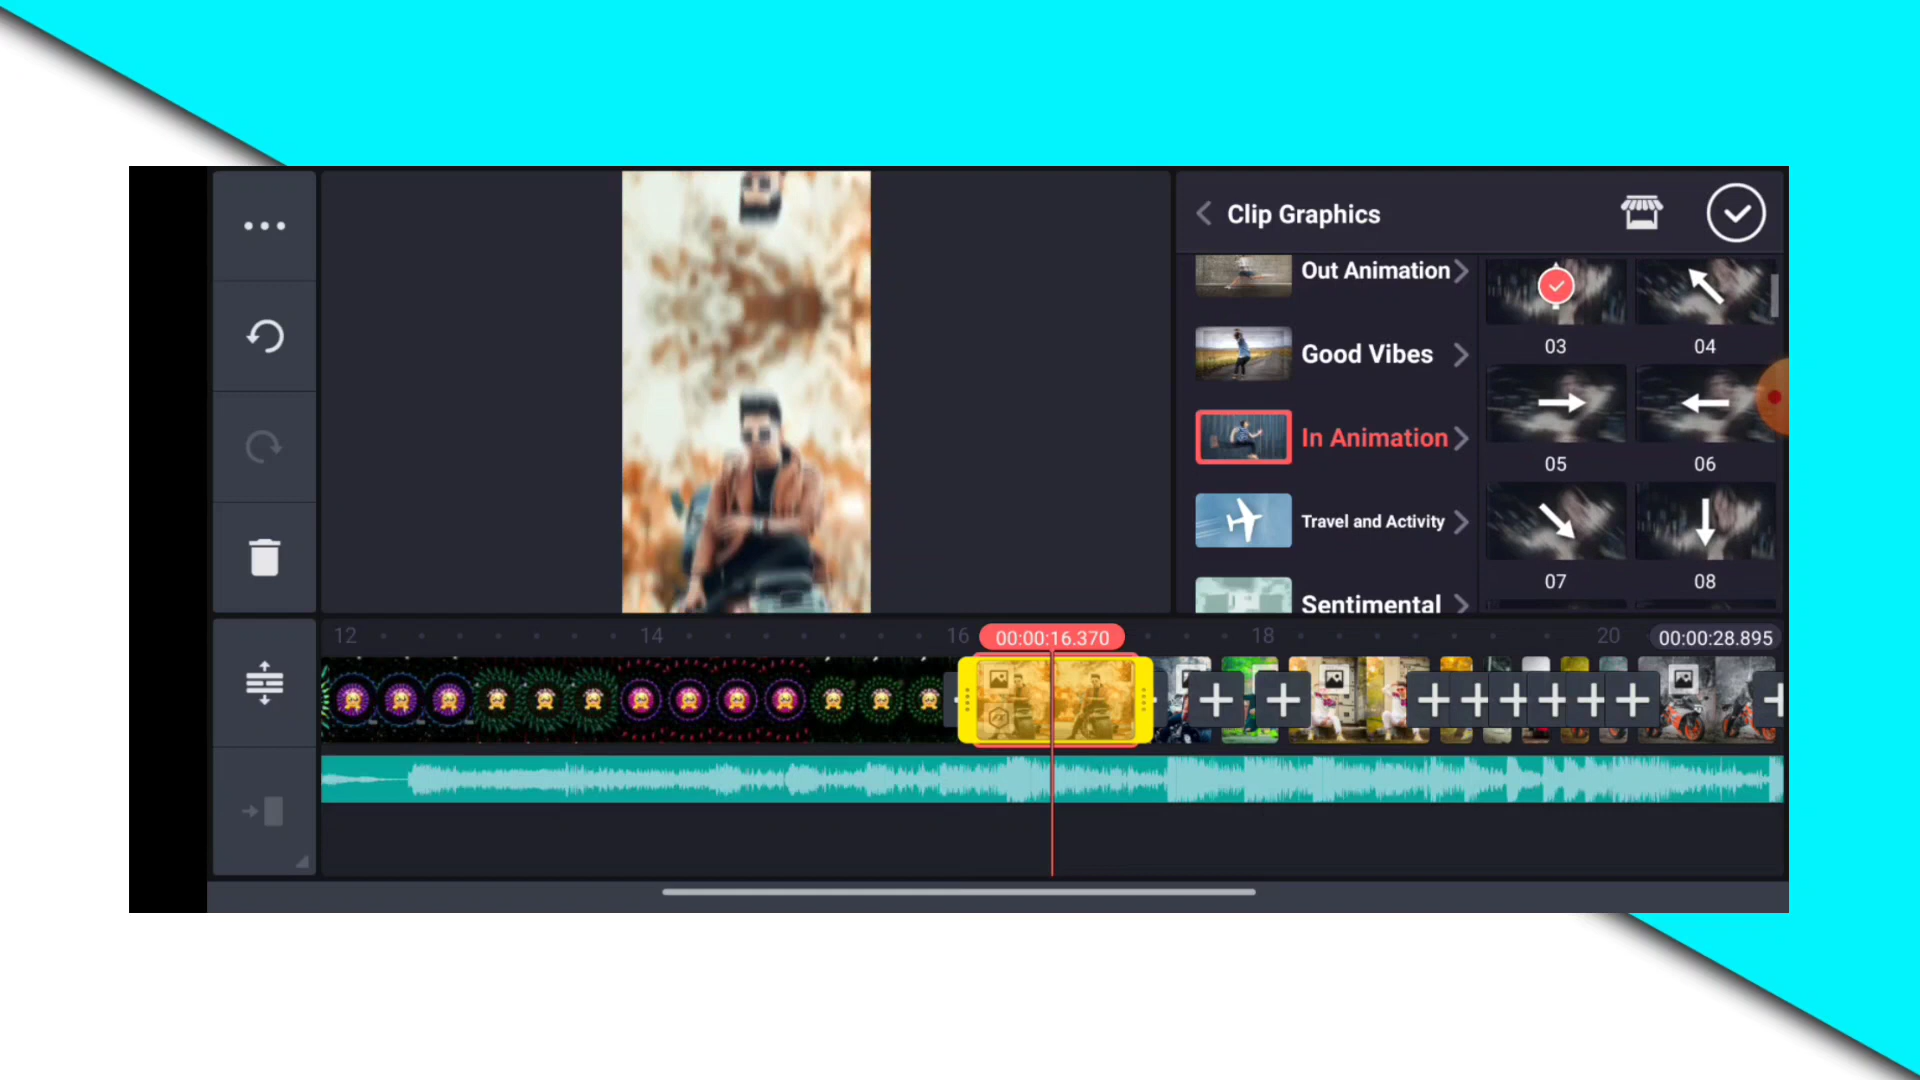 Clip Graphics
Out Animation
Good Vibes
In Animation
Travel and Activity
Sentimental
03
04
05
06
07
08
12
14
16
00:00:16.370
18
20
00:00:28.895